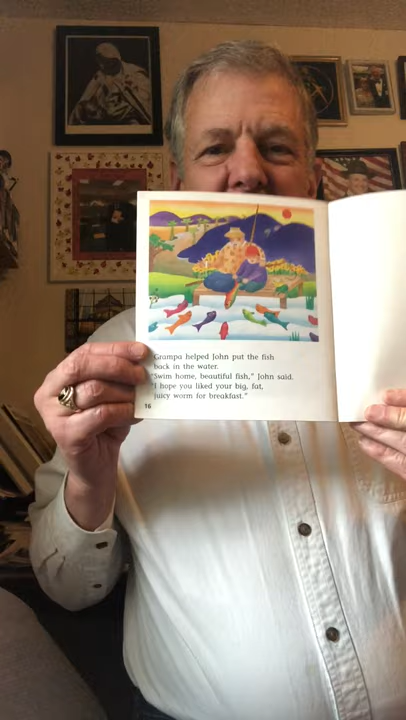 Grampa helped John put the fish
back in the water.
"Swim home, beautiful fish," John said.
"I hope you liked your big, fat,
juicy worm for breakfast."
16